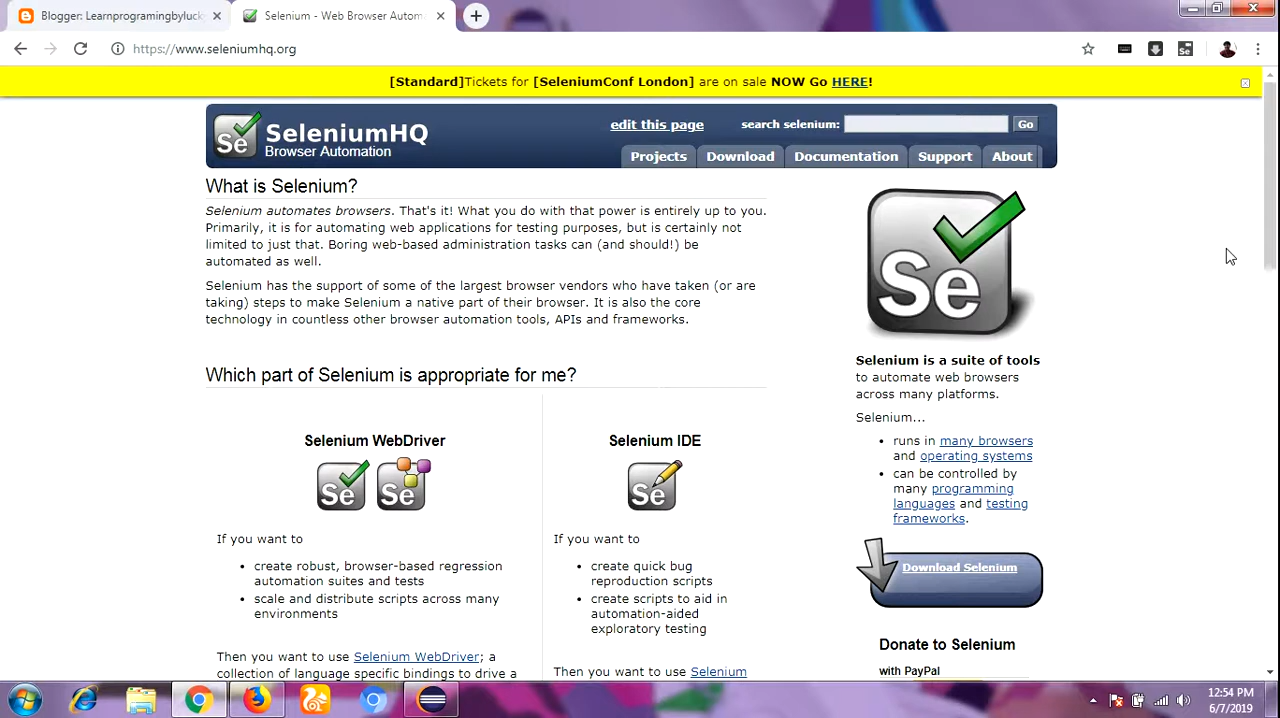 Blogger: Learnprogramingbyluck
Selenium - Web Browser Autom
https://www.seleniumhq.org
[Standard]Tickets for [SeleniumConf London] are on sale NOW Go HERE!
SeleniumHQ
Browser Automation
edit this page
search selenium:
Go
Projects
Download
Documentation
Support
About
What is Selenium?
Selenium automates browsers. That's it! What you do with that power is entirely up to you.
Primarily, it is for automating web applications for testing purposes, but is certainly not
limited to just that. Boring web-based administration tasks can (and should!) be
automated as well.
Selenium has the support of some of the largest browser vendors who have taken (or are
taking) steps to make Selenium a native part of their browser. It is also the core
technology in countless other browser automation tools, APIs and frameworks.
Which part of Selenium is appropriate for me?
Selenium WebDriver
Se
Se
If you want to
• create robust, browser-based regression
automation suites and tests
• scale and distribute scripts across many
environments
Then you want to use Selenium WebDriver; a
collection of language specific bindings to drive a
Selenium IDE
Se
If you want to
• create quick bug
reproduction scripts
• create scripts to aid in
automation-aided
exploratory testing
Then you want to use Selenium
Se
Selenium is a suite of tools
to automate web browsers
across many platforms.
Selenium...
• runs in many browsers
and operating systems
• can be controlled by
many programming
languages and testing
frameworks.
Download Selenium
Donate to Selenium
with PayPal
12:54 PM
6/7/2019